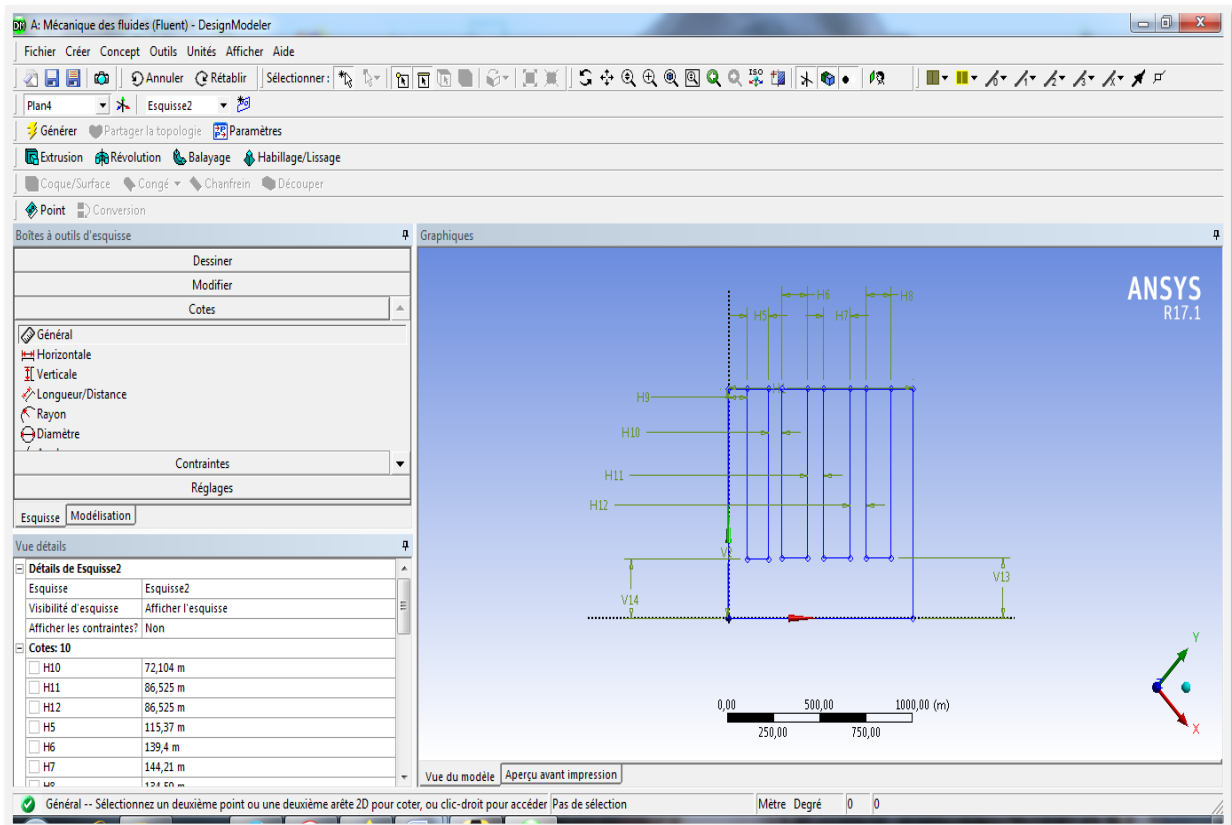 A: Mécanique des fluides (Fluent) - DesignModeler
Fichier Créer Concept Outils Unités Afficher Aide
Annuler Rétablir Sélectionner: ISO
Plan4 Esquisse2
Générer Partager la topologie Paramètres
Extrusion Révolution Balayage Habillage/Lissage
Coque/Surface Congé Chanfrein Découper
Point Conversion
Boîtes à outils d'esquisse
Dessiner
Modifier
Cotes
Général
Horizontale
Verticale
Longueur/Distance
Rayon
Diamètre
Contraintes
Réglages
Esquisse Modélisation
Vue détails
Détails de Esquisse2
Esquisse Esquisse2
Visibilité d'esquisse Afficher l'esquisse
Afficher les contraintes? Non
Cotes: 10
H10 72,104 m
H11 86,525 m
H12 86,525 m
H5 115,37 m
H6 139,4 m
H7 144,21 m
Graphiques
ANSYS
R17.1
H6 H8
H5 H7
H9
H10
H11
H12
V13
V14
0,00 500,00 1000,00 (m)
250,00 750,00
Y
X
Vue du modèle Aperçu avant impression
Général -- Sélectionnez un deuxième point ou une deuxième arête 2D pour coter, ou clic-droit pour accéder Pas de sélection Mètre Degré 0 0